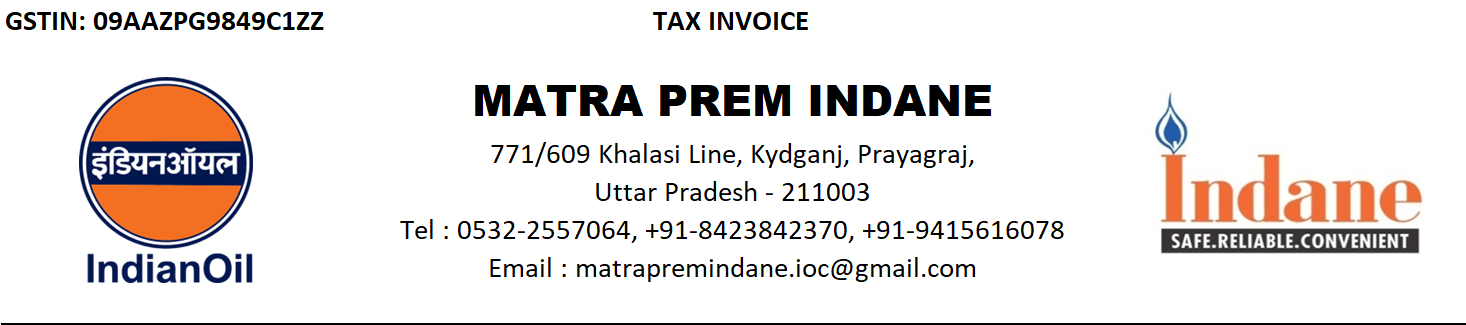 GSTIN: 09AAZPG9849C1ZZ TAX INVOICE
MATRA PREM INDANE
771/609 Khalasi Line, Kydganj, Prayagraj,
Uttar Pradesh - 211003
Tel : 0532-2557064, +91-8423842370, +91-9415616078
Email : matrapremindane.ioc@gmail.com
इंडियनऑयल
IndianOil
Indane
SAFE.RELIABLE.CONVENIENT